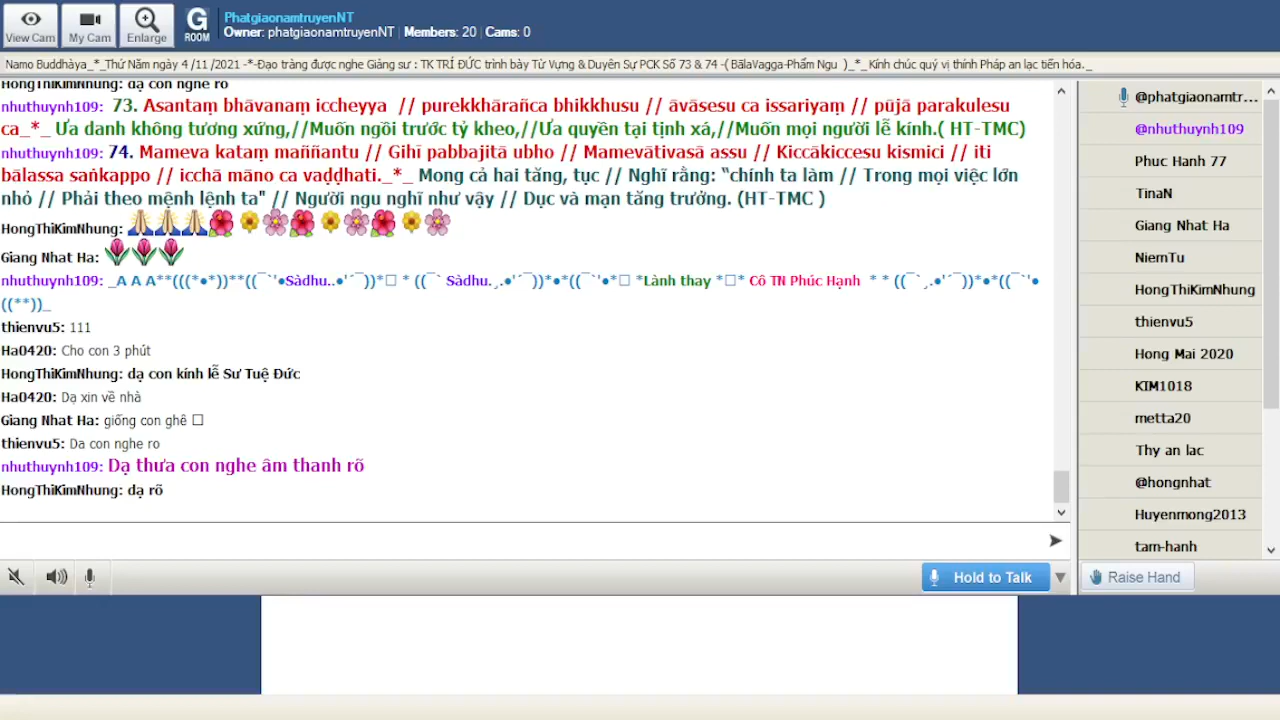 View Cam
My Cam
Enlarge
G
ROOM
PhatgiaonamtruyenNT
Owner: phatgiaonamtruyenNT | Members: 20 | Cams: 0
Namo Buddhàya_*_Thứ Năm ngày 4 /11 /2021 -*-Đạo tràng được nghe Giảng sư : TK TRÍ ĐỨC trình bày Từ Vựng & Duyên Sự PCK Số 73 & 74 -( BālaVagga-Phẩm Ngu )_*_ Kính chúc quý vị thính Pháp an lạc tiến hóa._
HongThiKimNhung: dạ con nghe rõ
nhuthuynh109: 73. Asantaṃ bhāvanaṃ iccheyya // purekkhārañca bhikkhusu // āvāsesu ca issariyaṃ // pūjā parakulesu
ca_*_ Ưa danh không tương xứng,//Muốn ngồi trước tỷ kheo,//Ưa quyền tại tịnh xá,//Muốn mọi người lễ kính.( HT-TMC)
nhuthuynh109: 74. Mameva kataṃ maññantu // Gihī pabbajitā ubho // Mamevātivasā assu // Kiccākiccesu kismici // iti
bālassa saṅkappo // icchā māno ca vaḍḍhati._*_ Mong cả hai tăng, tục // Nghĩ rằng: “chính ta làm // Trong mọi việc lớn
nhỏ // Phải theo mệnh lệnh ta" // Người ngu nghĩ như vậy // Dục và mạn tăng trưởng. (HT-TMC )
HongThiKimNhung:
Giang Nhat Ha:
nhuthuynh109: _A A A**(((*●*))**((¯`'●Sàdhu..●'´¯))*□ * ((¯` Sàdhu.¸.●'´¯))*●*((¯`'●*□ *Lành thay *□* Cô TN Phúc Hạnh * * ((¯`¸.●'´¯))*●*((¯`'●
((**))_
thienvu5: 111
Ha0420: Cho con 3 phút
HongThiKimNhung: dạ con kính lễ Sư Tuệ Đức
Ha0420: Dạ xin về nhà
Giang Nhat Ha: giống con ghê □
thienvu5: Da con nghe ro
nhuthuynh109: Dạ thưa con nghe âm thanh rõ
HongThiKimNhung: dạ rõ
@phatgiaonamtr...
@nhuthuynh109
Phuc Hanh 77
TinaN
Giang Nhat Ha
NiemTu
HongThiKimNhung
thienvu5
Hong Mai 2020
KIM1018
metta20
Thy an lac
@hongnhat
Huyenmong2013
tam-hanh
Hold to Talk
Raise Hand